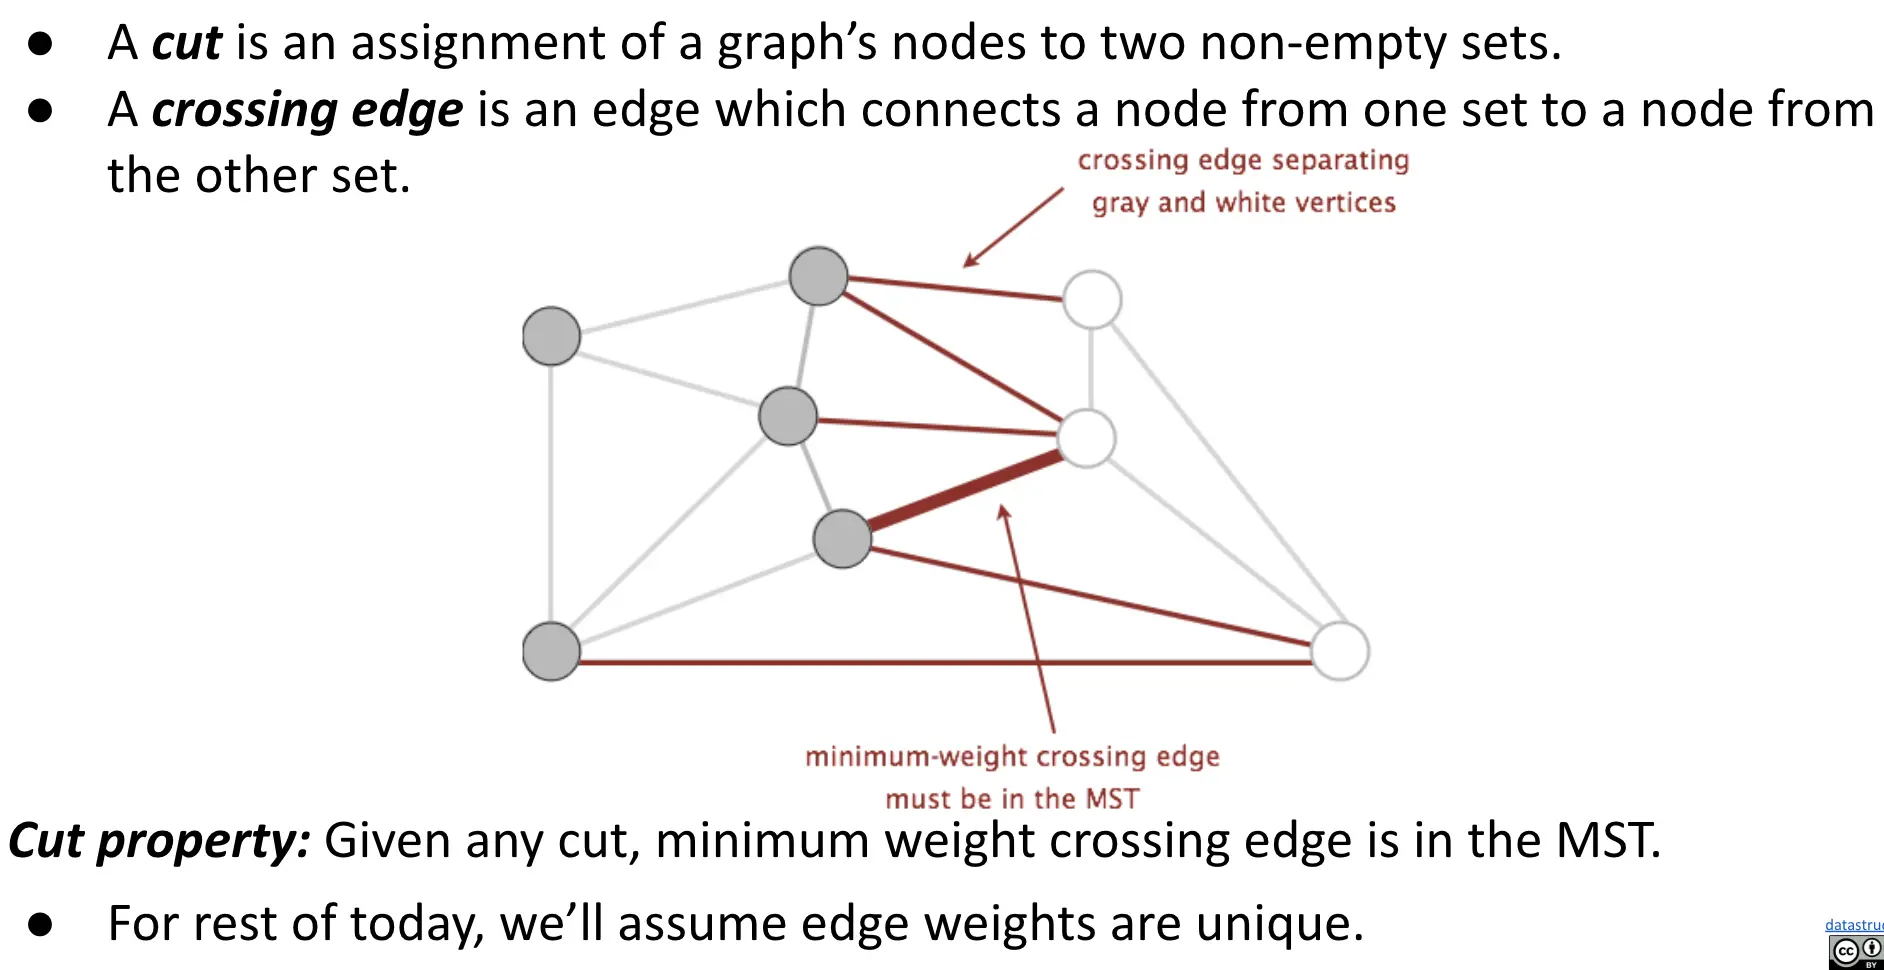 ● A cut is an assignment of a graph’s nodes to two non-empty sets.
● A crossing edge is an edge which connects a node from one set to a node from
the other set.
crossing edge separating
gray and white vertices
minimum-weight crossing edge
must be in the MST
Cut property: Given any cut, minimum weight crossing edge is in the MST.
● For rest of today, we’ll assume edge weights are unique.
datastruc
cc
BY